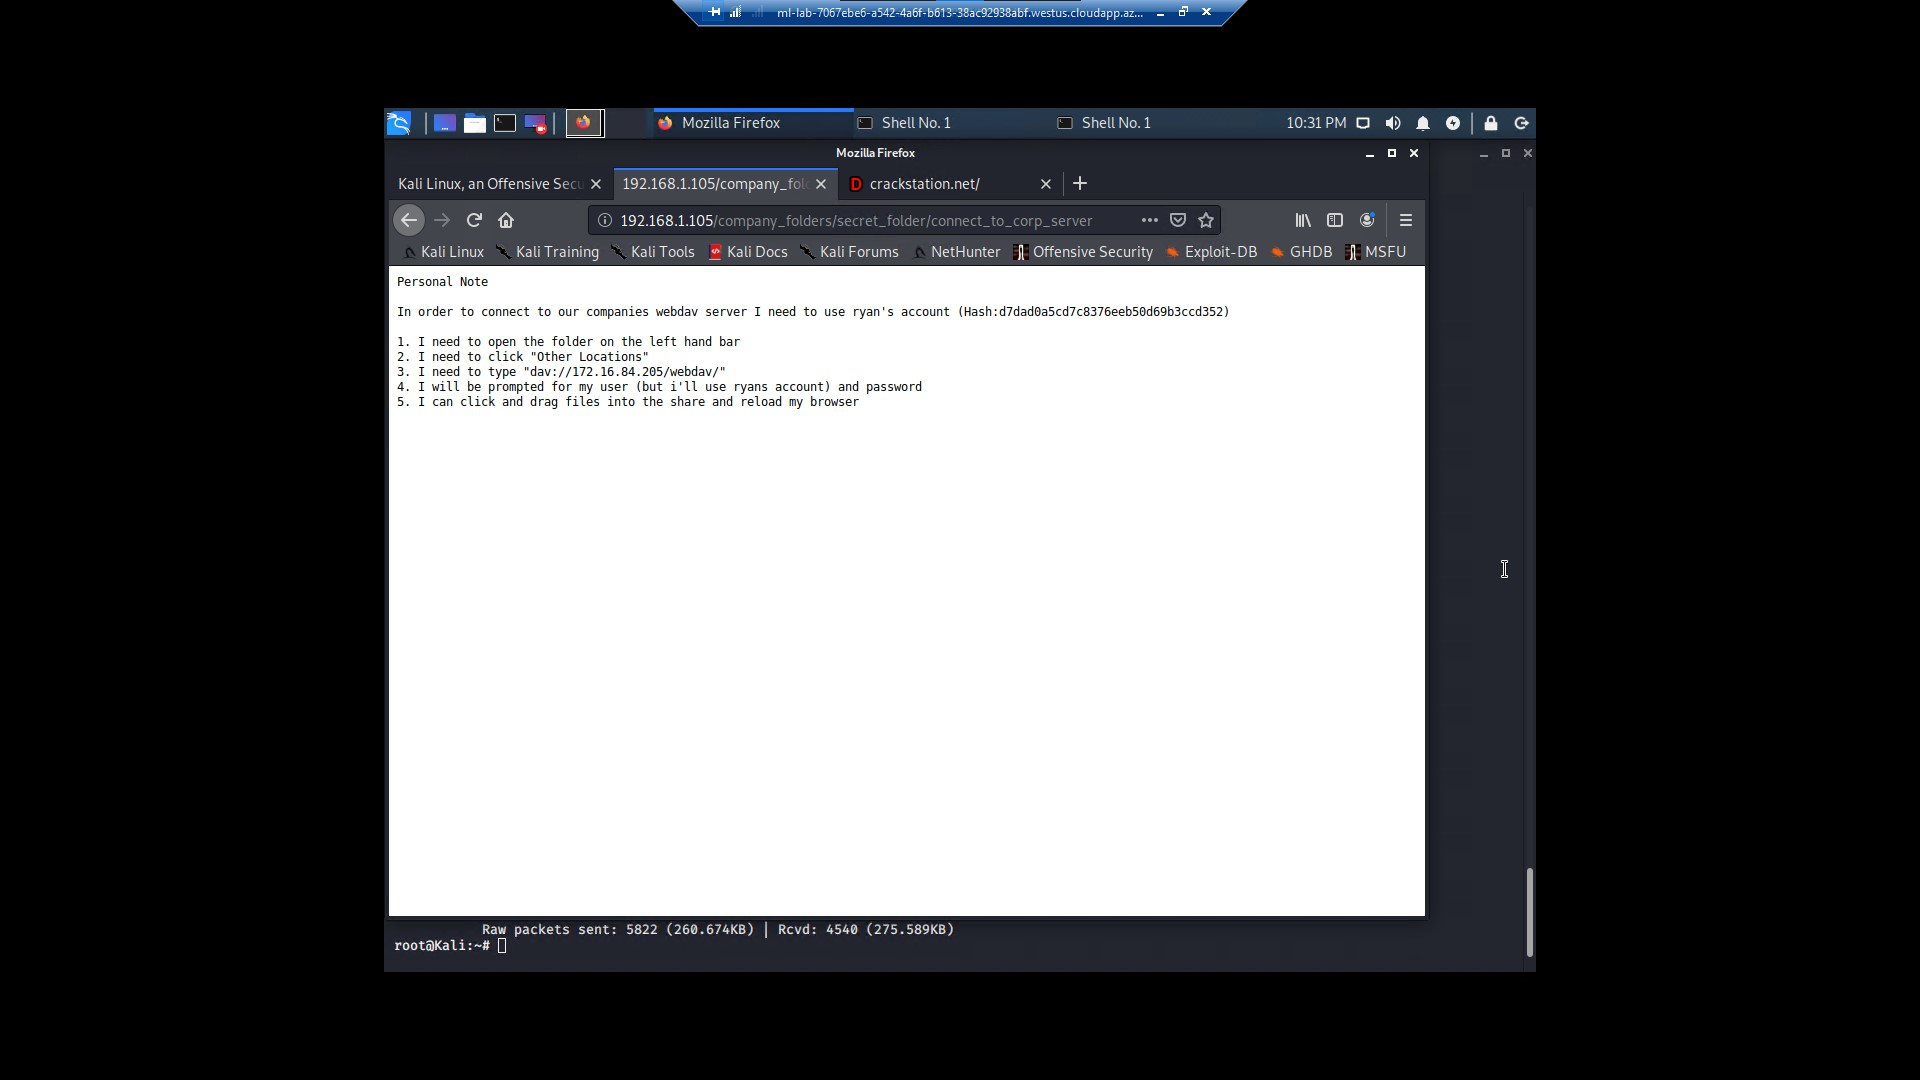 ml-lab-7067ebe6-a542-4a6f-b613-38ac92938abf.westus.cloudapp.az...
Mozilla Firefox
Shell No. 1
Shell No. 1
10:31 PM
Mozilla Firefox
Kali Linux, an Offensive Secu
192.168.1.105/company_fol
crackstation.net/
192.168.1.105/company_folders/secret_folder/connect_to_corp_server
Kali Linux
Kali Training
Kali Tools
Kali Docs
Kali Forums
NetHunter
Offensive Security
Exploit-DB
GHDB
MSFU
Personal Note
In order to connect to our companies webdav server I need to use ryan's account (Hash:d7dad0a5cd7c8376eeb50d69b3ccd352)
1. I need to open the folder on the left hand bar
2. I need to click "Other Locations"
3. I need to type "dav://172.16.84.205/webdav/"
4. I will be prompted for my user (but i'll use ryans account) and password
5. I can click and drag files into the share and reload my browser
Raw packets sent: 5822 (260.674KB) | Rcvd: 4540 (275.589KB)
root@Kali:~#